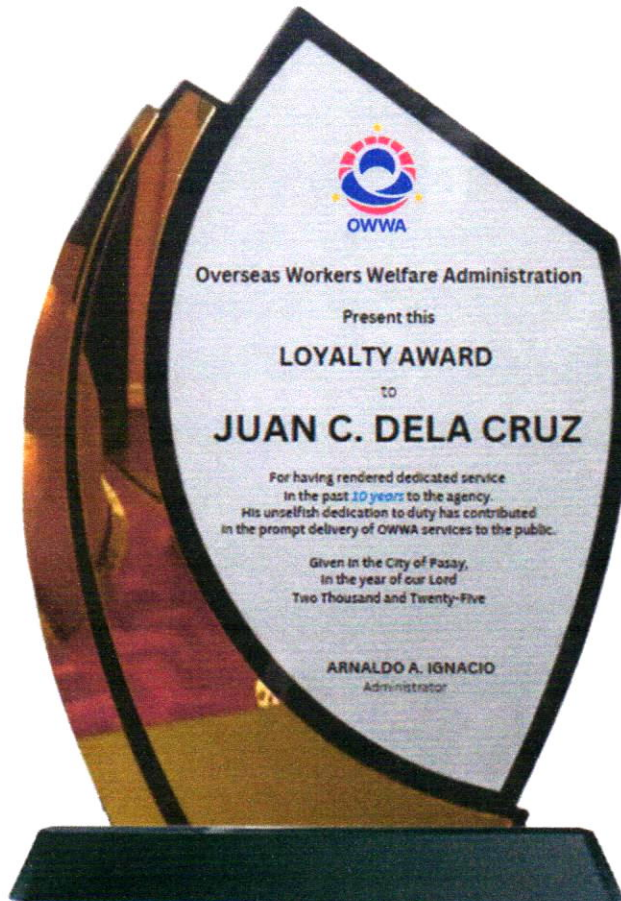 OWWA
Overseas Workers Welfare Administration
Present this
LOYALTY AWARD
to
JUAN C. DELA CRUZ
For having rendered dedicated service
In the past 10 years to the agency.
His unselfish dedication to duty has contributed
In the prompt delivery of OWWA services to the public.
Given In the City of Pasay,
In the year of our Lord
Two Thousand and Twenty-Five
ARNALDO A. IGNACIO
Administrator